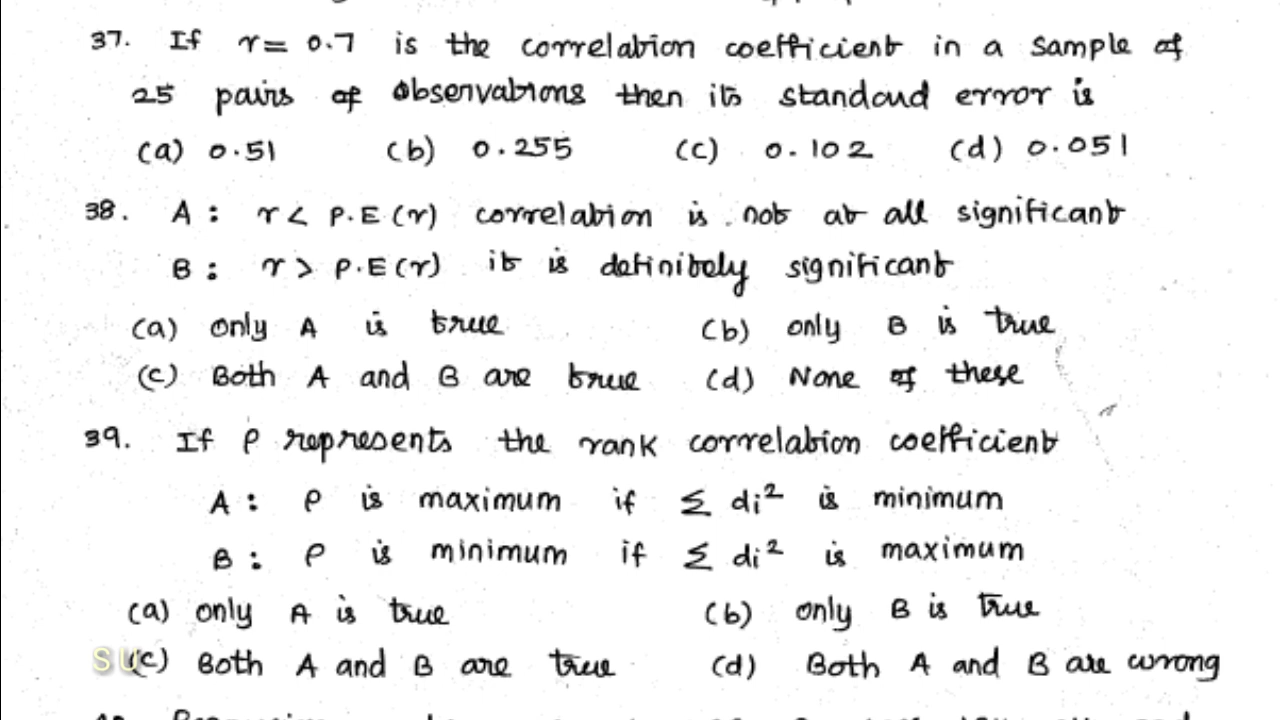 37. If r = 0.7 is the correlation coefficient in a sample of
25 pairs of observations then its standard error is
(a) 0.51 (b) 0.255 (c) 0.102 (d) 0.051
38. A : r < P.E (r) correlation is not at all significant
B : r > P.E (r) it is definitely significant
(a) only A is true (b) only B is true
(c) Both A and B are true (d) None of these
39. If ρ represents the rank correlation coefficient
A : ρ is maximum if Σ di² is minimum
B : ρ is minimum if Σ di² is maximum
(a) only A is true (b) only B is true
S U
(c) Both A and B are true (d) Both A and B are wrong